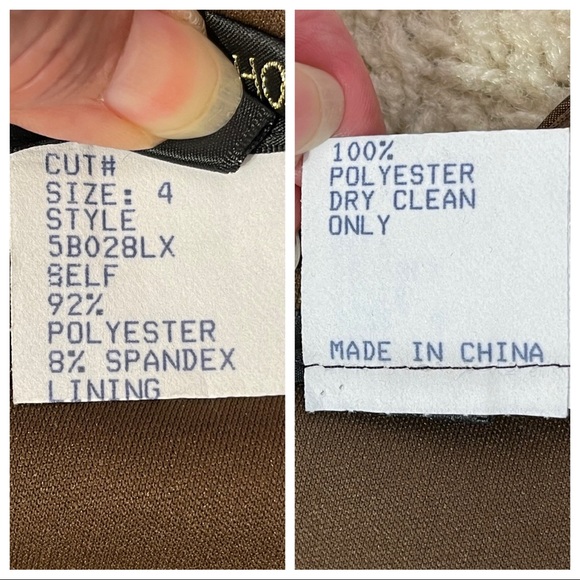 CUT#
SIZE: 4
STYLE
5B028LX
SELF
92%
POLYESTER
8% SPANDEX
LINING
100%
POLYESTER
DRY CLEAN
ONLY
MADE IN CHINA